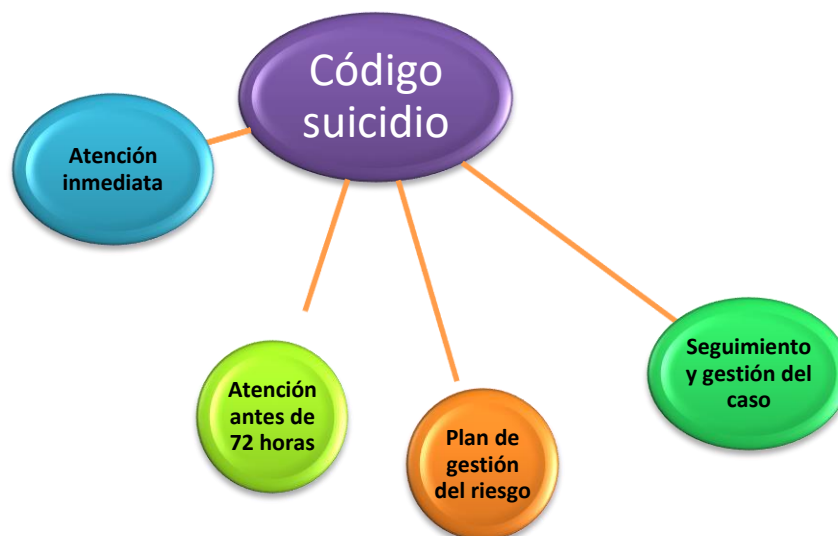 Código
suicidio
Atención
inmediata
Atención
antes de
72 horas
Plan de
gestión
del riesgo
Seguimiento
y gestión del
caso